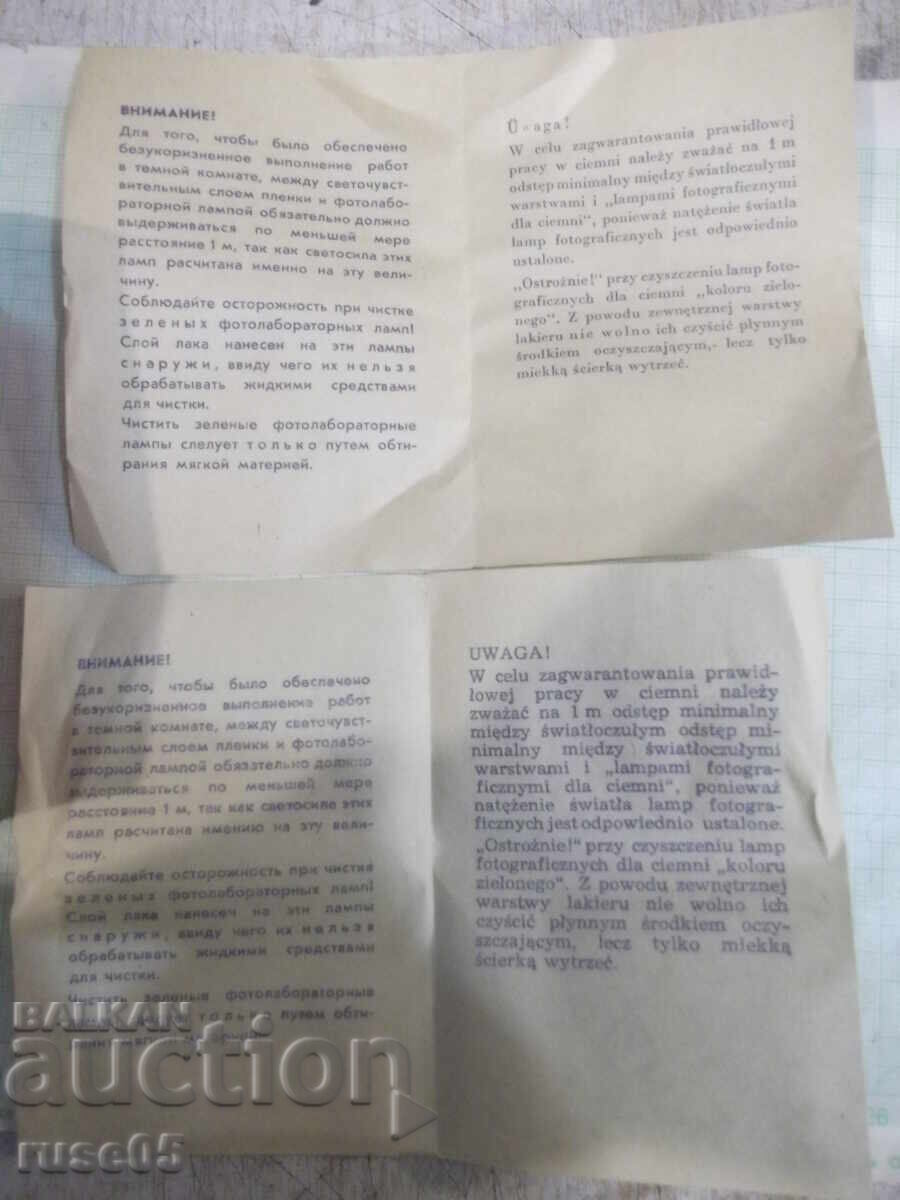 ВНИМАНИЕ!
Для того, чтобы было обеспечено
безукоризненное выполнение работ
в темной комнате, между светочувст-
вительным слоем пленки и фотолабо-
раторной лампой обязательно должно
выдерживаться по меньшей мере
расстояние 1 м, так как светосила этих
ламп расчитана именно на эту вели-
чину.
Соблюдайте осторожность при чистке
зеленых фотолабораторных ламп!
Слой лака нанесен на эти лампы
снаружи, ввиду чего их нельзя
обрабатывать жидкими средствами
для чистки.
Чистить зеленые фотолабораторные
лампы слелует только путем обти-
рания мягкой материей.
U aga!
W celu zagwarantowania prawidłowej
pracy w ciemni należy zważać na 1 m
odstęp minimalny między światłoczułymi
warstwami i „lampami fotograficznymi
dla ciemni“, ponieważ natężenie światła
lamp fotograficznych jest odpowiednio
ustalone.
„Ostrożnie!“ przy czyszczeniu lamp foto-
graficznych dla ciemni „koloru zielo-
nego“. Z powodu zewnętrznej warstwy
lakieru nie wolno ich czyścić płynnym
środkiem oczyszczającym,- lecz tylko
miekką ścierką wytrzeć.
ВНИМАНИЕ!
Для того, чтобы было обеспечено
безукоризненное выполнение работ
в темной комнате, между светочувст-
вительным слоем пленки и фотолабо-
раторной лампой обязательно должно
выдерживаться по меньшей мере
расстояние 1 м, так как светосила этих
ламп расчитана именно на эту вели-
чину.
Соблюдайте осторожность при чистке
зеленых фотолабораторных ламп!
Слой лака нанесен на эти лампы
снаружи, ввиду чего их нельзя
обрабатывать жидкими средствами
для чистки.
Чистить зеленые фотолабораторные
только путем обти-
мягкой
UWAGA!
W celu zagwarantowania prawid-
łowej pracy w ciemni należy
zważać na 1 m odstęp minimalny
między światłoczułym odstęp mi-
nimalny między światłoczułymi
warstwami i „lampami fotogra-
ficznymi dla ciemni“, ponieważ
natężenie światła lamp fotogra-
ficznych jest odpowiednio ustalone.
„Ostrożnie!“ przy czyszczeniu lamp
fotograficznych dla ciemni „koloru
zielonego“. Z powodu zewnętrznej
warstwy lakieru nie wolno ich
czyścić płynnym środkiem oczy-
szczającym, lecz tylko miekką
ścierką wytrzeć.
BALKAN
auction
ruse05